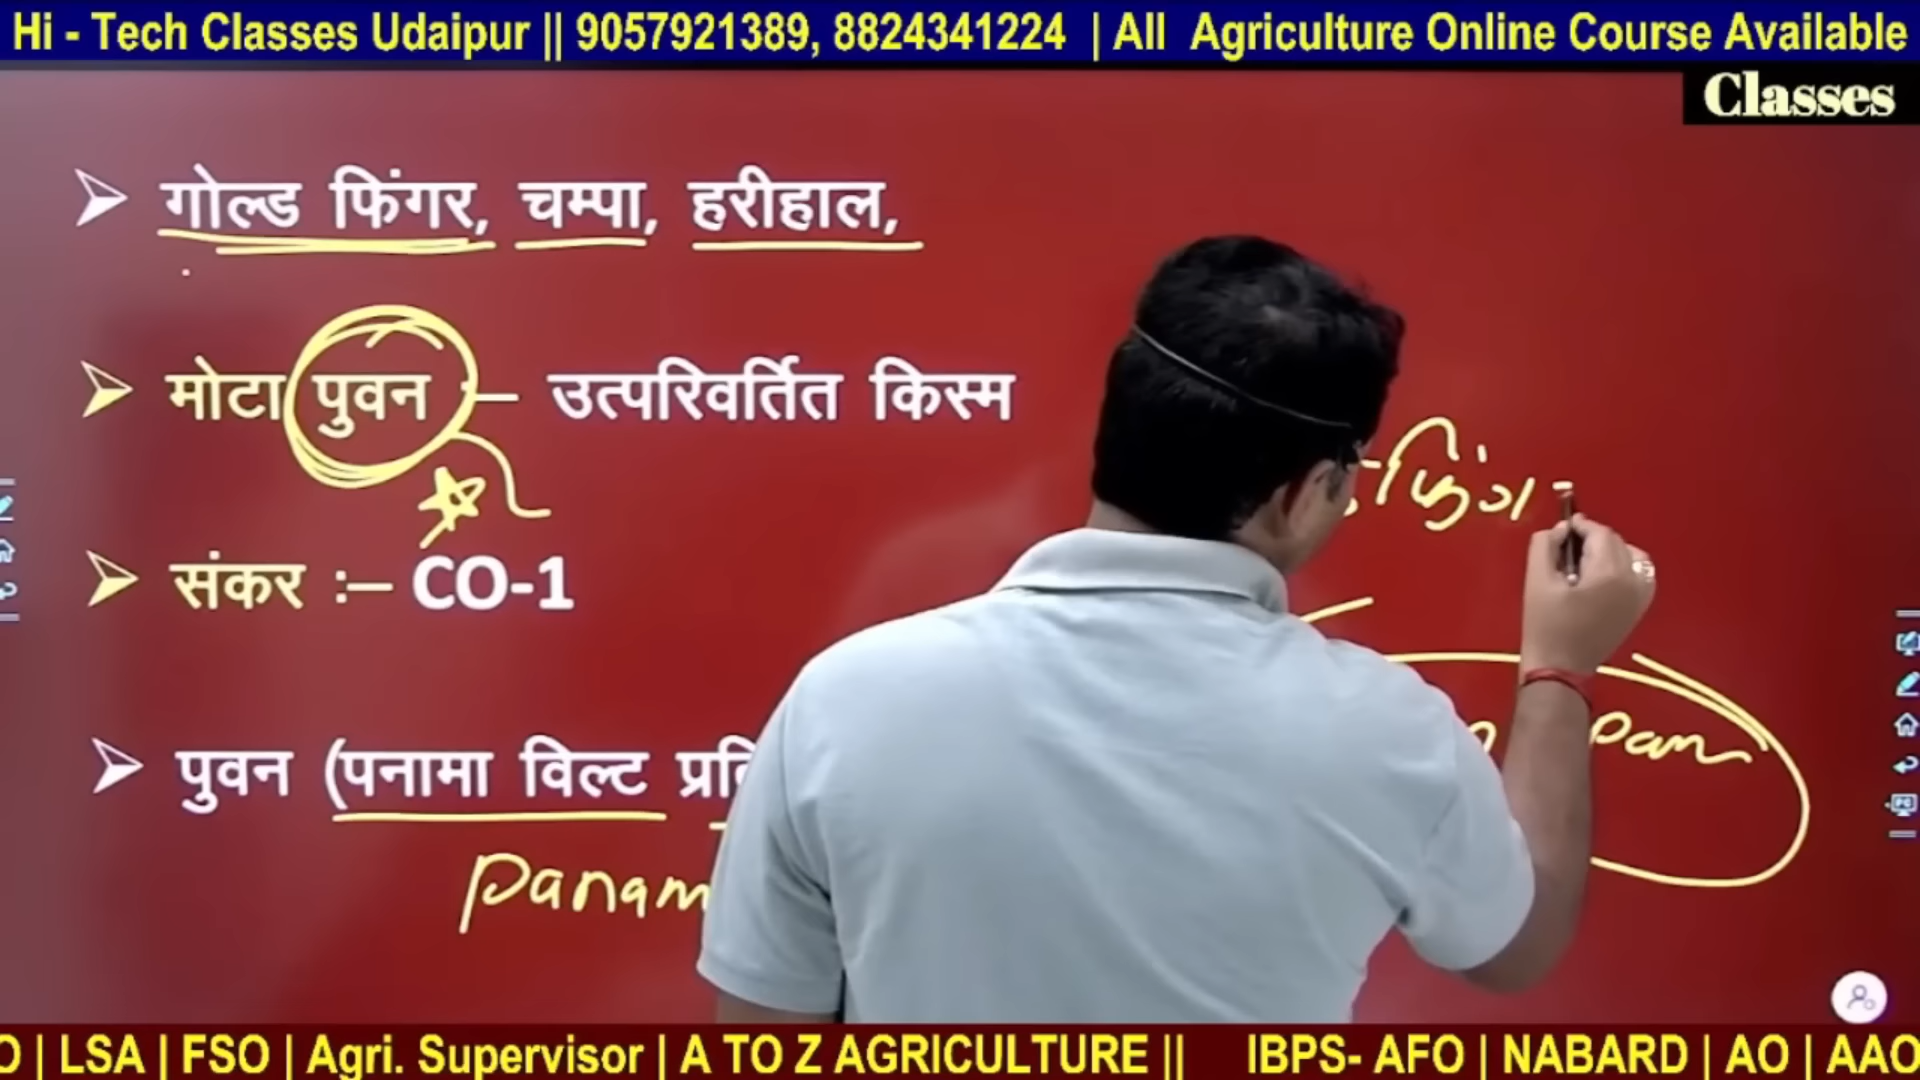 Hi - Tech Classes Udaipur || 9057921389, 8824341224 | All Agriculture Online Course Available
Classes
गोल्ड फिंगर, चम्पा, हरीहाल,
मोटा पुवन :– उत्परिवर्तित किस्म
संकर :– CO-1
पुवन (पनामा विल्ट
Panam
pan
| LSA | FSO | Agri. Supervisor | A TO Z AGRICULTURE || IBPS- AFO | NABARD | AO | AAO